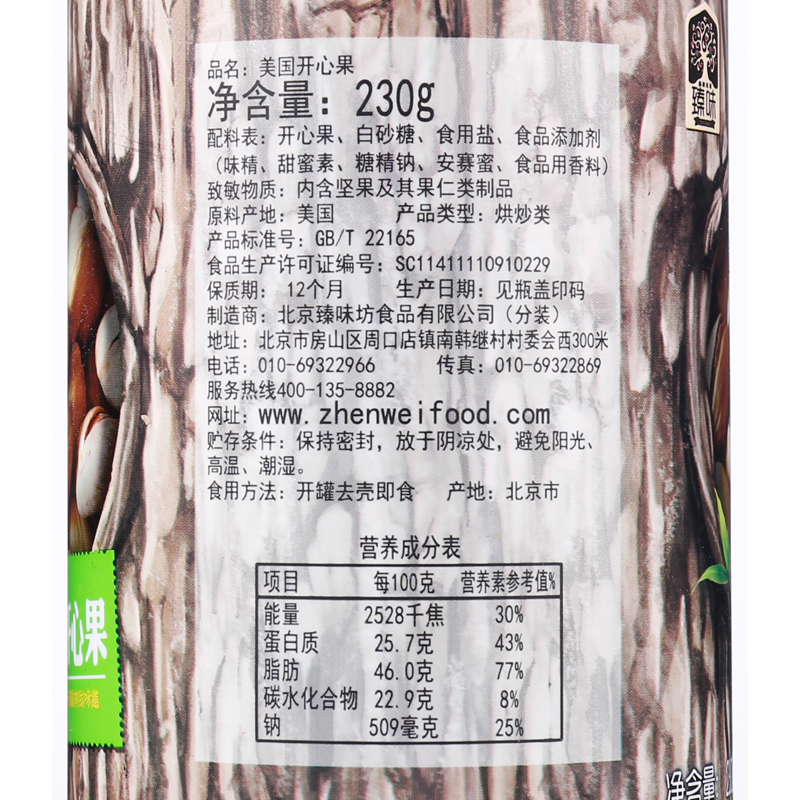 臻味
品名：美国开心果
净含量：230g
配料表：开心果、白砂糖、食用盐、食品添加剂
（味精、甜蜜素、糖精钠、安赛蜜、食品用香料）
致敏物质：内含坚果及其果仁类制品
原料产地：美国 产品类型：烘炒类
产品标准号：GB/T 22165
食品生产许可证编号：SC11411110910229
保质期： 12个月 生产日期：见瓶盖印码
制造商：北京臻味坊食品有限公司（分装）
地址：北京市房山区周口店镇南韩继村村委会西300米
电话：010-69322966 传真：010-69322869
服务热线400-135-8882
网址：www.zhenweifood.com
贮存条件：保持密封，放于阴凉处，避免阳光、
高温、潮湿。
食用方法：开罐去壳即食 产地：北京市
营养成分表
项目 每100克 营养素参考值%
能量 2528千焦 30%
蛋白质 25.7克 43%
脂肪 46.0克 77%
碳水化合物 22.9克 8%
钠 509毫克 25%
心果
净含量: